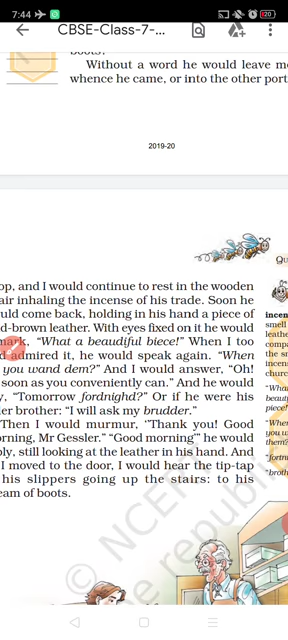 7:44
20
CBSE-Class-7-...
Without a word he would leave m
whence he came, or into the other port
2019-20
Qu
op, and I would continue to rest in the wooden
air inhaling the incense of his trade. Soon he
uld come back, holding in his hand a piece of
d-brown leather. With eyes fixed on it he would
mark, “What a beaudiful biece!” When I too
d admired it, he would speak again. “When
you wand dem?” And I would answer, “Oh!
soon as you conveniently can.” And he would
y, “Tomorrow fordnighd?” Or if he were his
er brother: “I will ask my brudder.”
Then I would murmur, “Thank you! Good
orning, Mr Gessler.” “Good morning” he would
ly, still looking at the leather in his hand. And
I moved to the door, I would hear the tip-tap
his slippers going up the stairs: to his
eam of boots.
incen
smell
leathe
compa
the sm
incens
churc
“Wha
beauty
piece!”
“When
you w
them?
“fortn
“broth
© NCERT
be republi